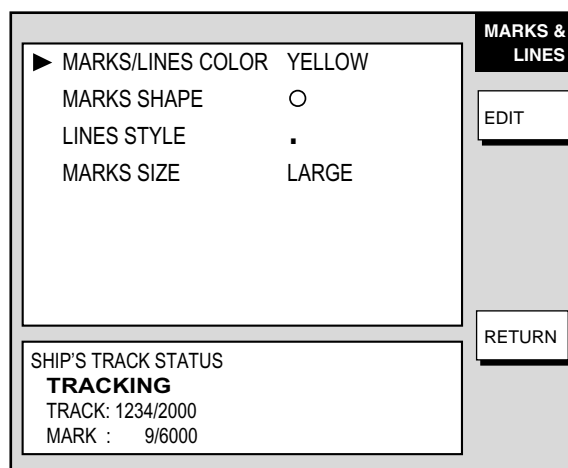 MARKS &
LINES
▶ MARKS/LINES COLOR YELLOW
MARKS SHAPE ○
LINES STYLE .
MARKS SIZE LARGE
EDIT
RETURN
SHIP'S TRACK STATUS
TRACKING
TRACK: 1234/2000
MARK : 9/6000